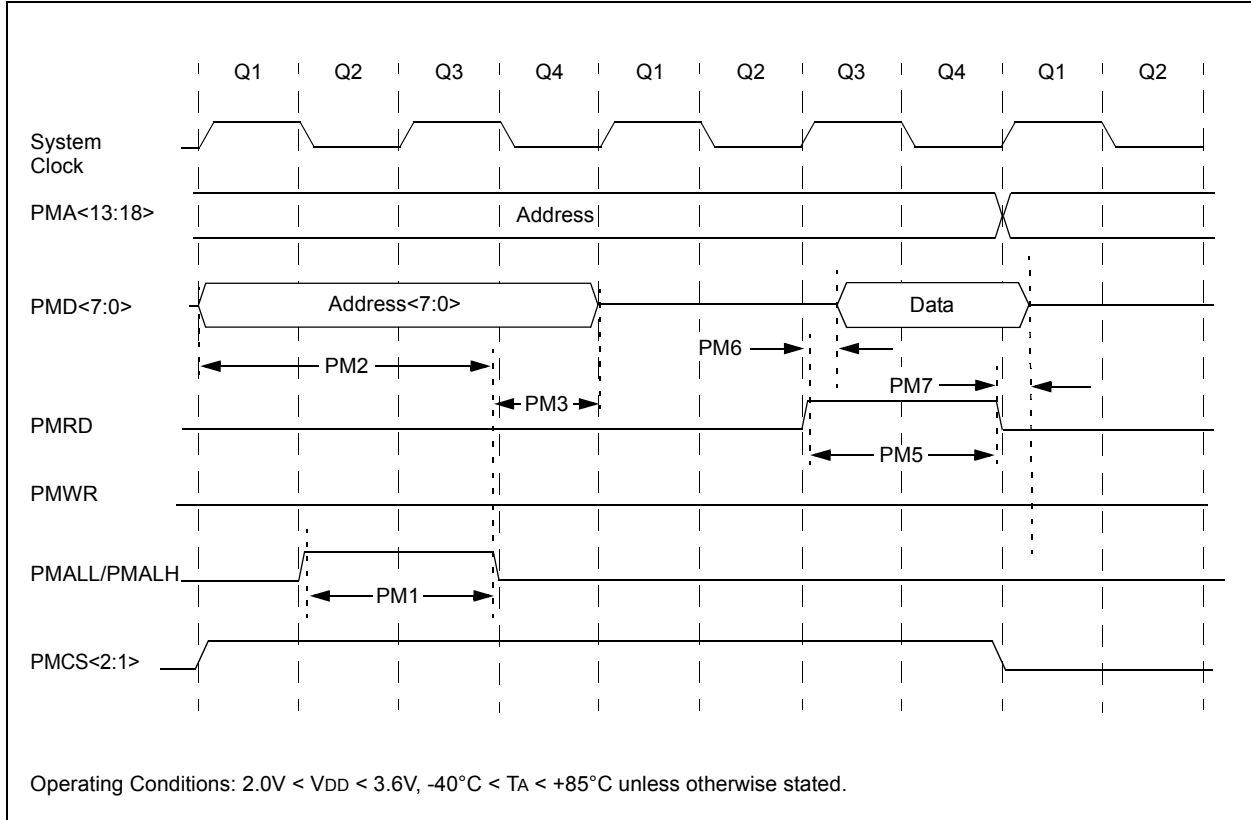 Q1 Q2 Q3 Q4 Q1 Q2 Q3 Q4 Q1 Q2
System
Clock
PMA<13:18>
Address
PMD<7:0>
Address<7:0>
Data
PM6
PM2
PM7
PM3
PMRD
PM5
PMWR
PMALL/PMALH
PM1
PMCS<2:1>
Operating Conditions: 2.0V < VDD < 3.6V, -40°C < TA < +85°C unless otherwise stated.